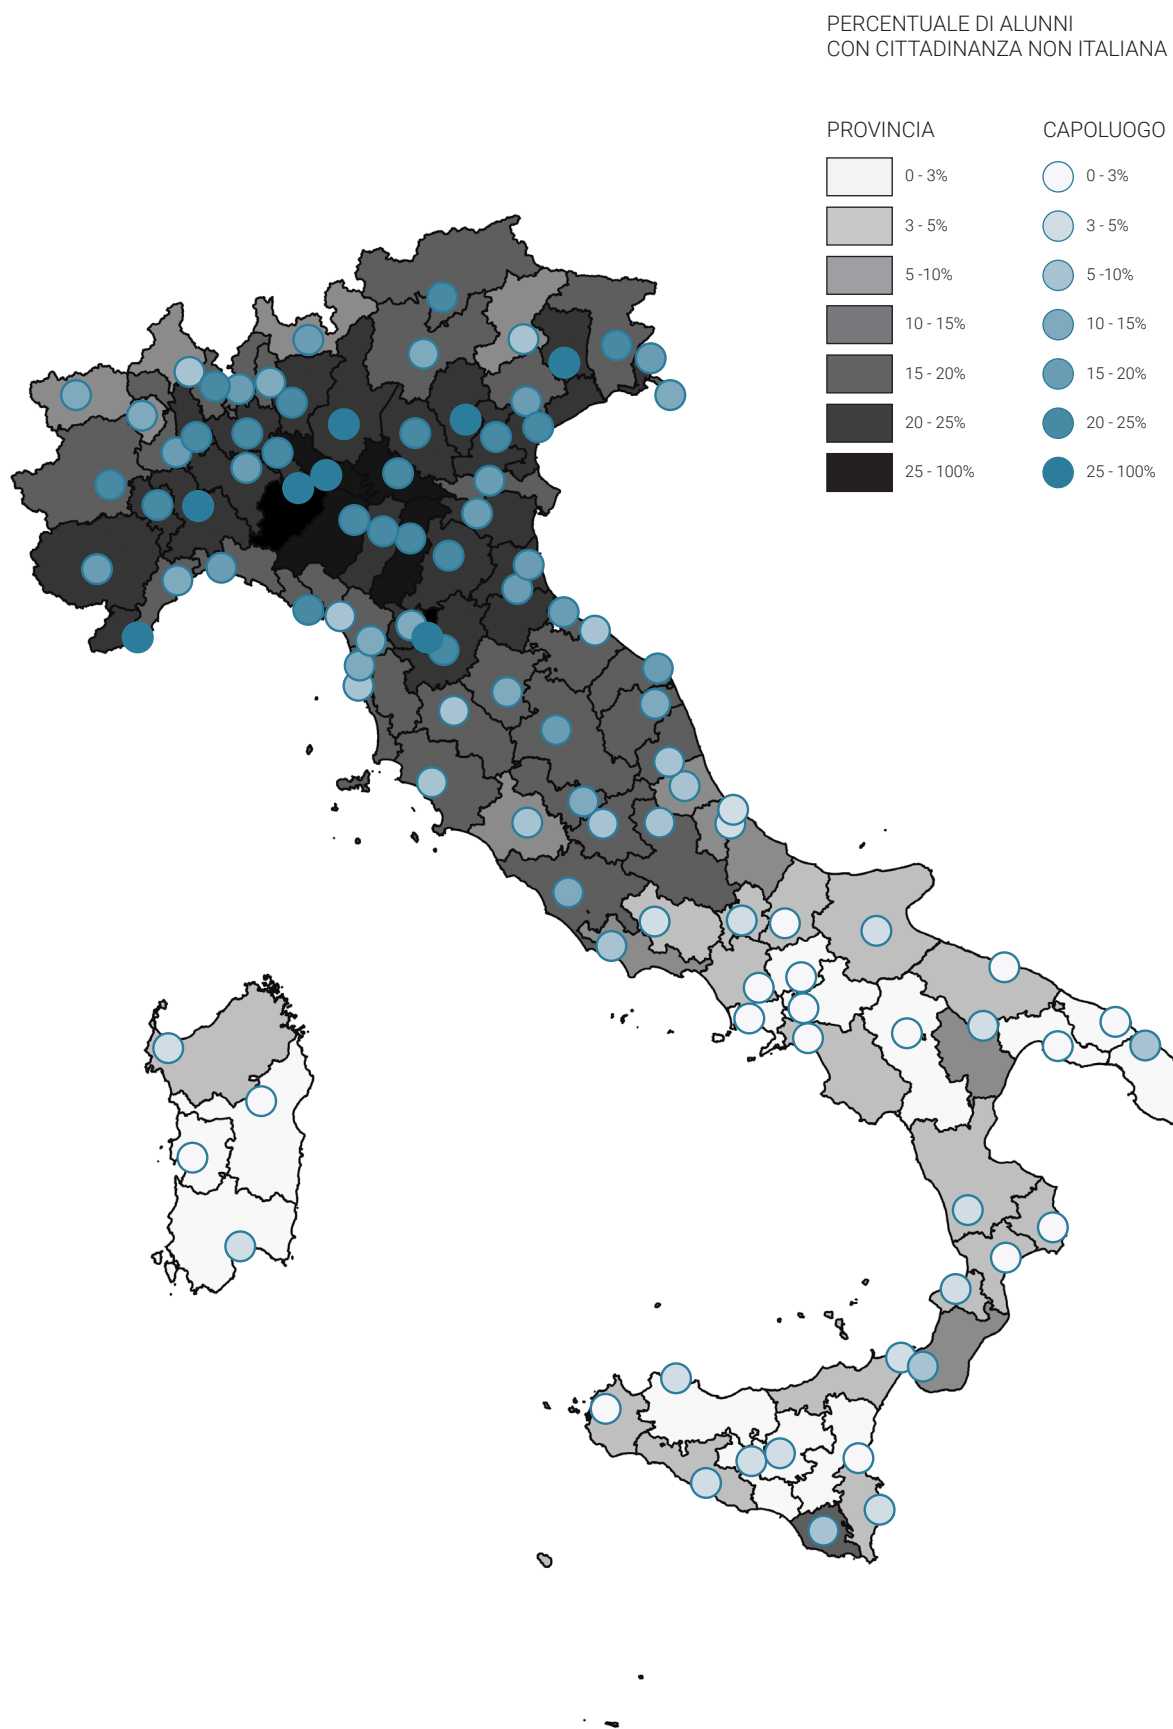 PERCENTUALE DI ALUNNI
CON CITTADINANZA NON ITALIANA
PROVINCIA
0 - 3%
3 - 5%
5 -10%
10 - 15%
15 - 20%
20 - 25%
25 - 100%
CAPOLUOGO
0 - 3%
3 - 5%
5 -10%
10 - 15%
15 - 20%
20 - 25%
25 - 100%